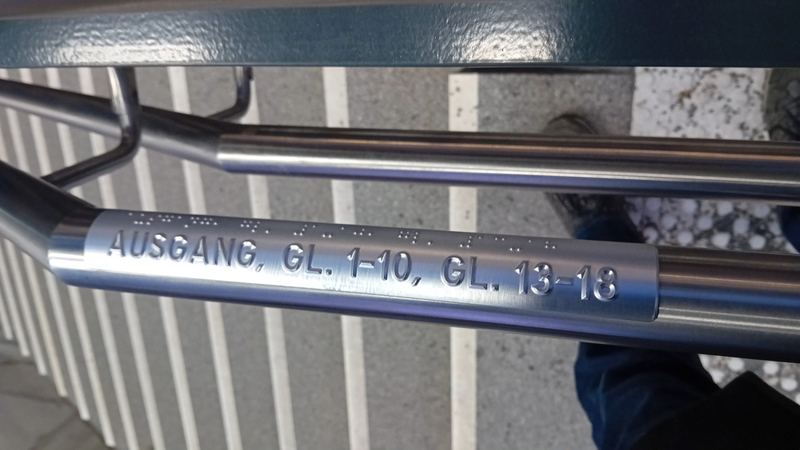 AUSGANG, GL. 1-10, GL. 13-18